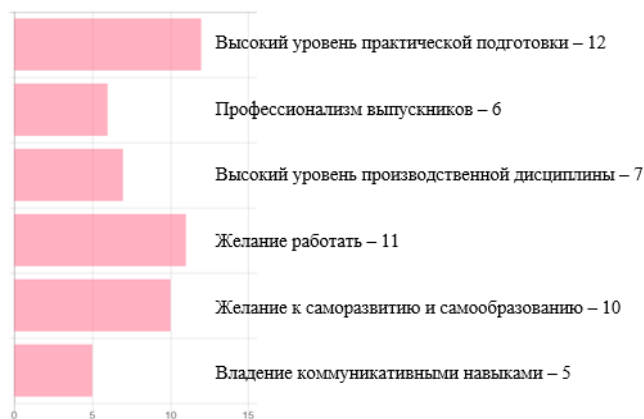 Высокий уровень практической подготовки – 12
Профессионализм выпускников – 6
Высокий уровень производственной дисциплины – 7
Желание работать – 11
Желание к саморазвитию и самообразованию – 10
Владение коммуникативными навыками – 5
0 5 10 15